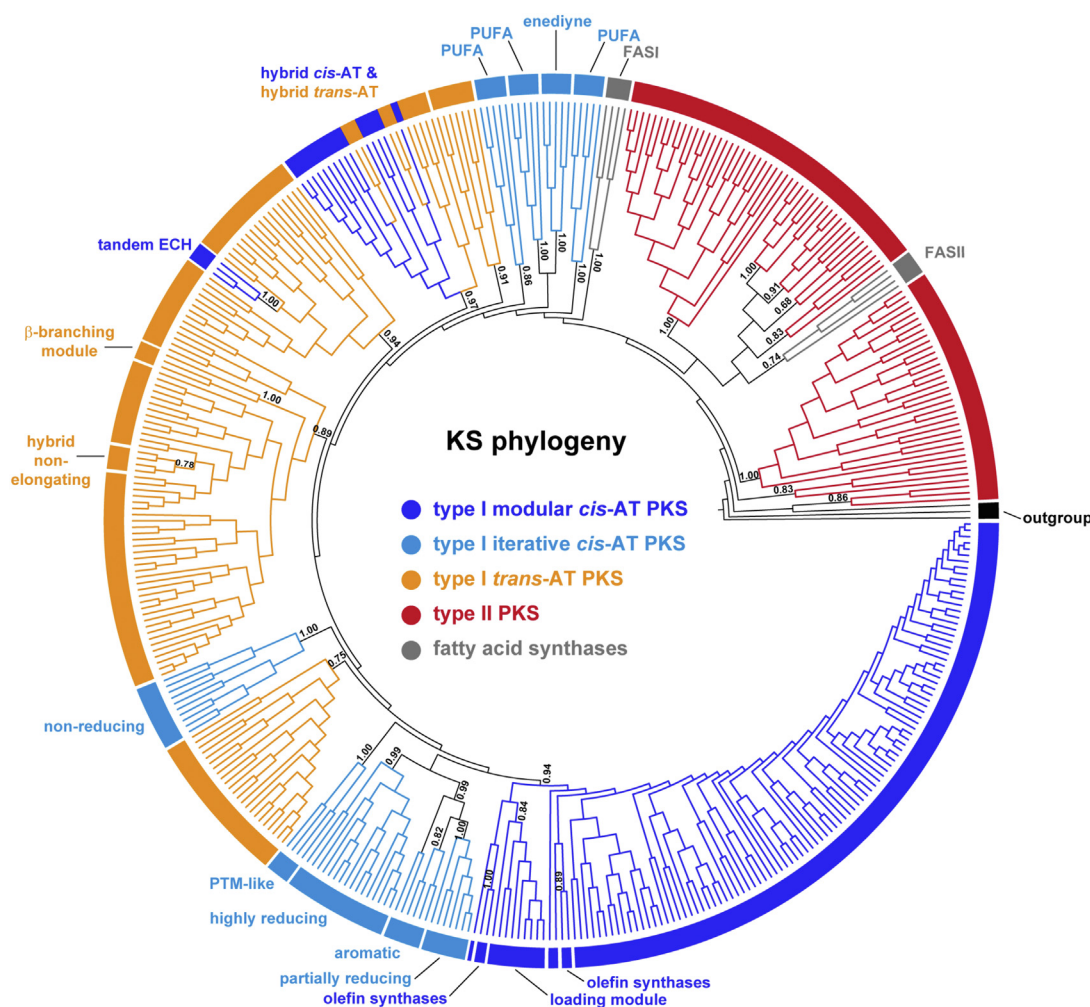 enediyne
PUFA
PUFA
PUFA
FASI
hybrid cis-AT &
hybrid trans-AT
tandem ECH
FASII
β-branching
module
hybrid
non-
elongating
non-reducing
PTM-like
highly reducing
aromatic
partially reducing
olefin synthases
loading module
olefin synthases
outgroup
KS phylogeny
type I modular cis-AT PKS
type I iterative cis-AT PKS
type I trans-AT PKS
type II PKS
fatty acid synthases
0.97
0.91
0.86
1.00
1.00
1.00
1.00
1.00
1.00
0.91
0.68
0.83
0.74
1.00
0.83
0.86
1.00
0.94
1.00
0.89
0.78
1.00
0.75
1.00
0.99
0.99
0.82
1.00
0.94
0.84
1.00
0.89